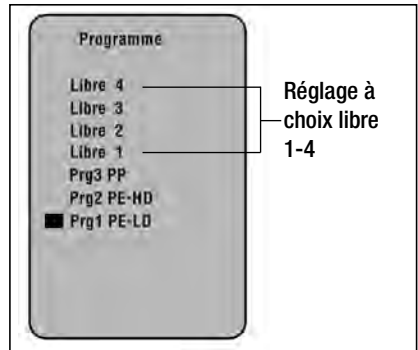 Programme
Libre 4
Libre 3
Libre 2
Libre 1
Prg3 PP
Prg2 PE-HD
Prg1 PE-LD
Réglage à
choix libre
1-4